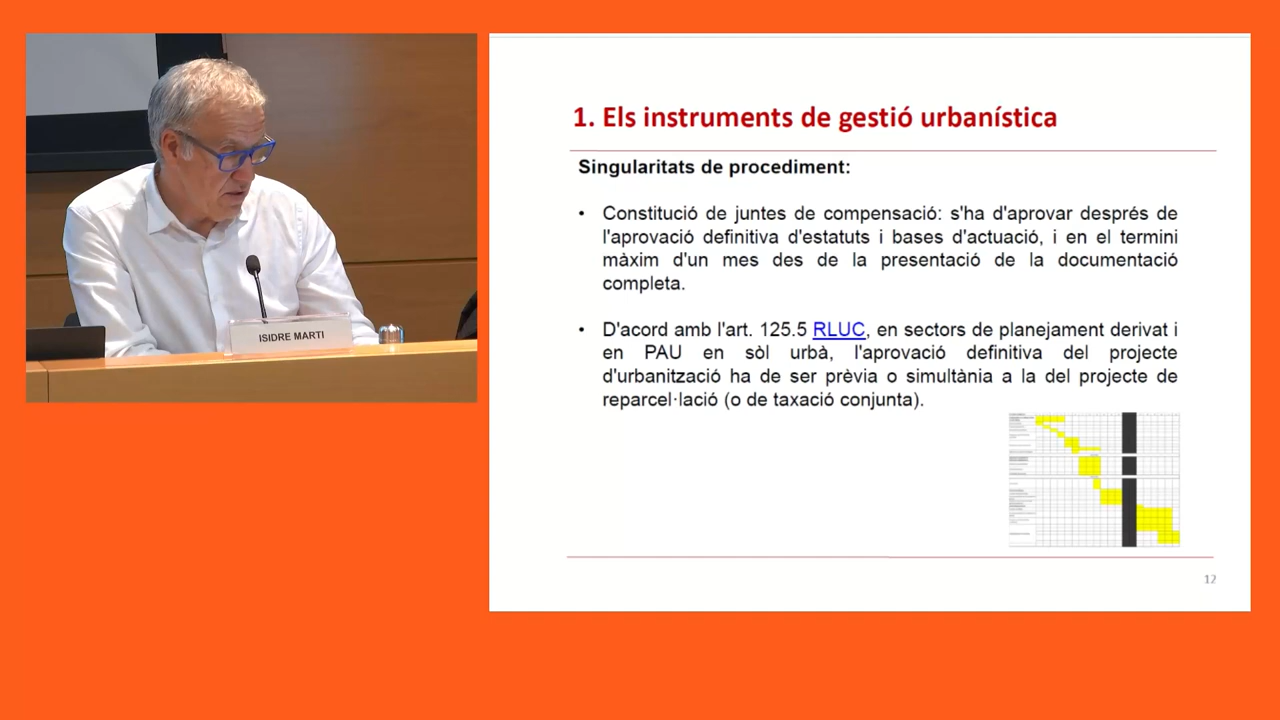 ISIDRE MARTI
1. Els instruments de gestió urbanística
Singularitats de procediment:
• Constitució de juntes de compensació: s'ha d'aprovar després de
l'aprovació definitiva d'estatuts i bases d'actuació, i en el termini
màxim d'un mes des de la presentació de la documentació
completa.
• D'acord amb l'art. 125.5 RLUC, en sectors de planejament derivat i
en PAU en sòl urbà, l'aprovació definitiva del projecte
d'urbanització ha de ser prèvia o simultània a la del projecte de
reparcel·lació (o de taxació conjunta).
12